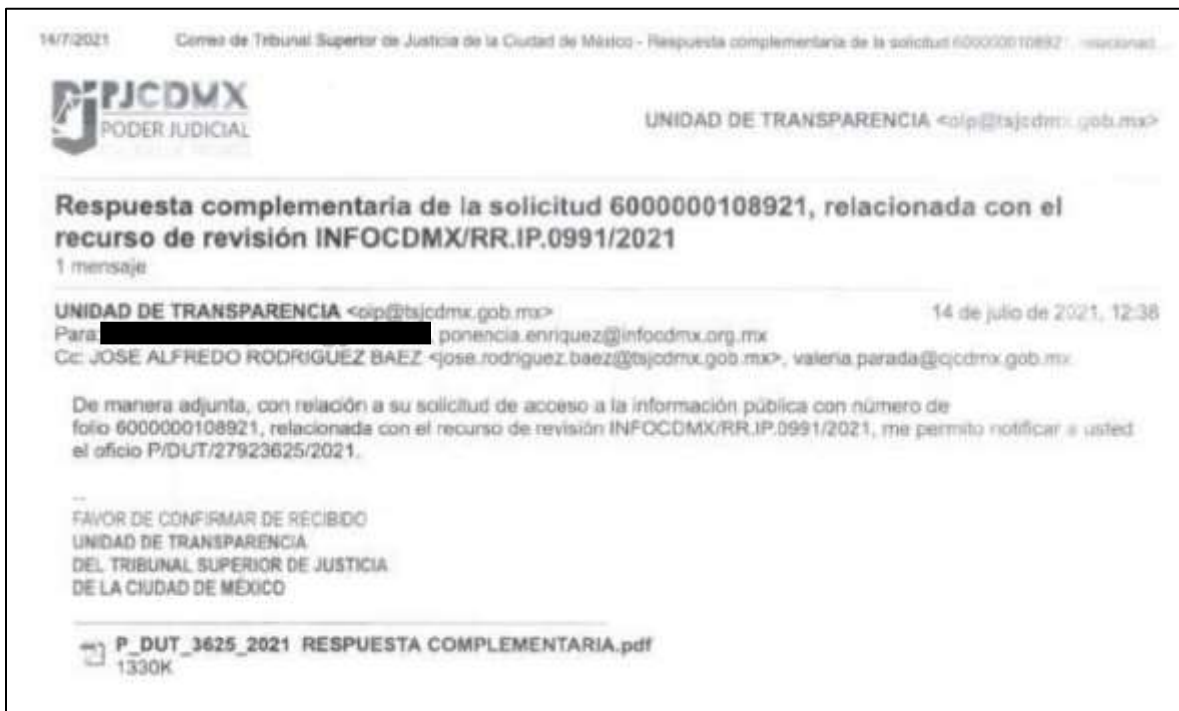 14/7/2021 Correo de Tribunal Superior de Justicia de la Ciudad de México - Respuesta complementaria de la solicitud 6000000108921, relacionad...
PJCDMX
PODER JUDICIAL
UNIDAD DE TRANSPARENCIA <oip@tsjcdmx.gob.mx>
Respuesta complementaria de la solicitud 6000000108921, relacionada con el
recurso de revisión INFOCDMX/RR.IP.0991/2021
1 mensaje
UNIDAD DE TRANSPARENCIA <oip@tsjcdmx.gob.mx> 14 de julio de 2021, 12:38
Para: ponencia.enriquez@infocdmx.org.mx
Cc: JOSE ALFREDO RODRIGUEZ BAEZ <jose.rodriguez.baez@tsjcdmx.gob.mx>, valeria.parada@cjcdmx.gob.mx
De manera adjunta, con relación a su solicitud de acceso a la información pública con número de
folio 6000000108921, relacionada con el recurso de revisión INFOCDMX/RR.IP.0991/2021, me permito notificar a usted
el oficio P/DUT/27923625/2021.
--
FAVOR DE CONFIRMAR DE RECIBIDO
UNIDAD DE TRANSPARENCIA
DEL TRIBUNAL SUPERIOR DE JUSTICIA
DE LA CIUDAD DE MÉXICO
P_DUT_3625_2021 RESPUESTA COMPLEMENTARIA.pdf
1330K